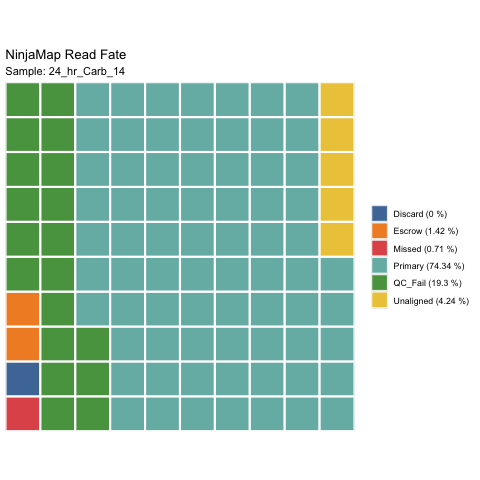 NinjaMap Read Fate
Sample: 24_hr_Carb_14
Discard (0 %)
Escrow (1.42 %)
Missed (0.71 %)
Primary (74.34 %)
QC_Fail (19.3 %)
Unaligned (4.24 %)